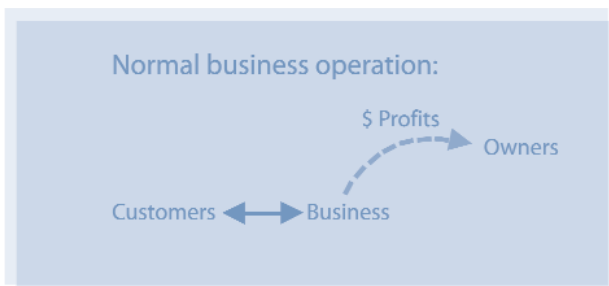 Normal business operation:
$ Profits
Owners
Customers
Business